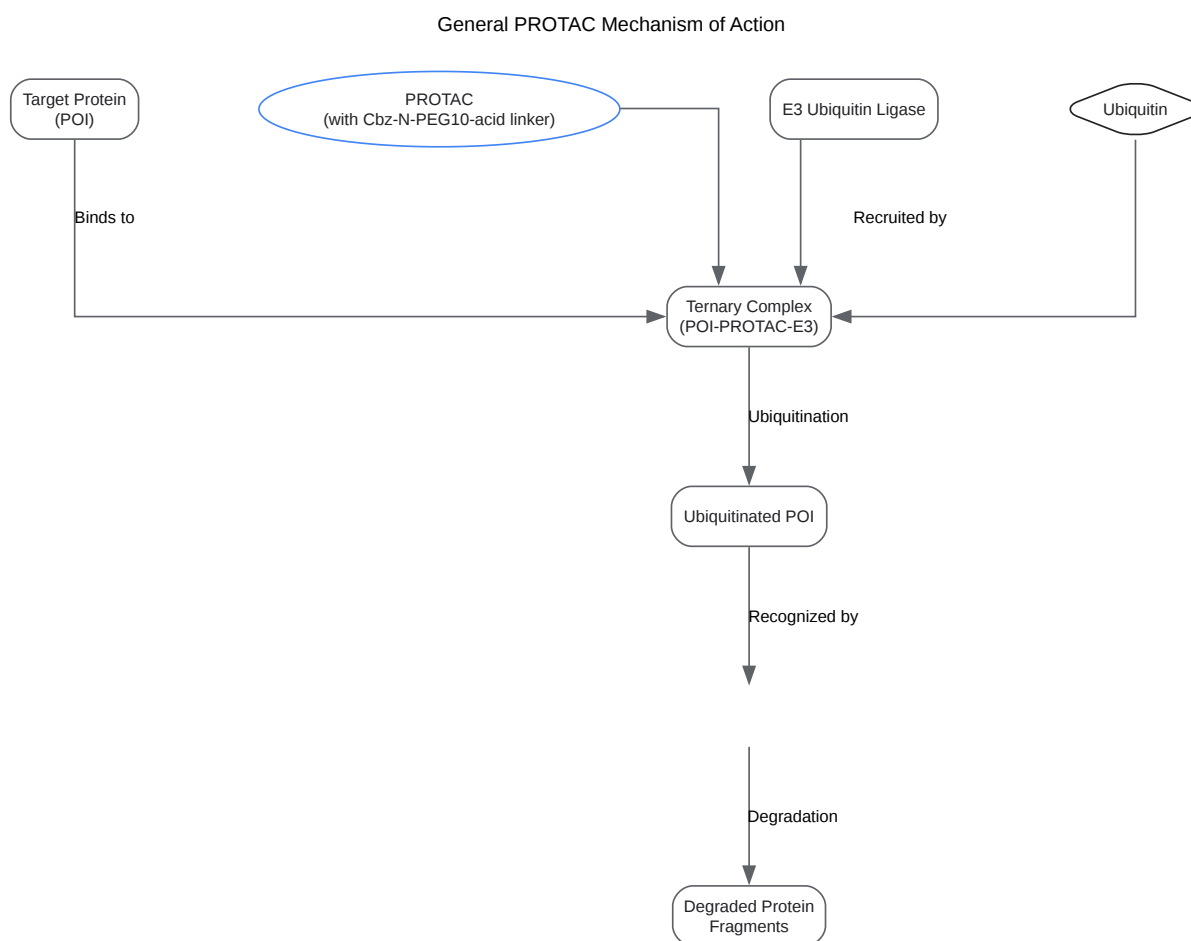 General PROTAC Mechanism of Action
Target Protein
(POI)
PROTAC
(with Cbz-N-PEG10-acid linker)
E3 Ubiquitin Ligase
Ubiquitin
Binds to
Recruited by
Ternary Complex
(POI-PROTAC-E3)
Ubiquitination
Ubiquitinated POI
Recognized by
Degradation
Degraded Protein
Fragments